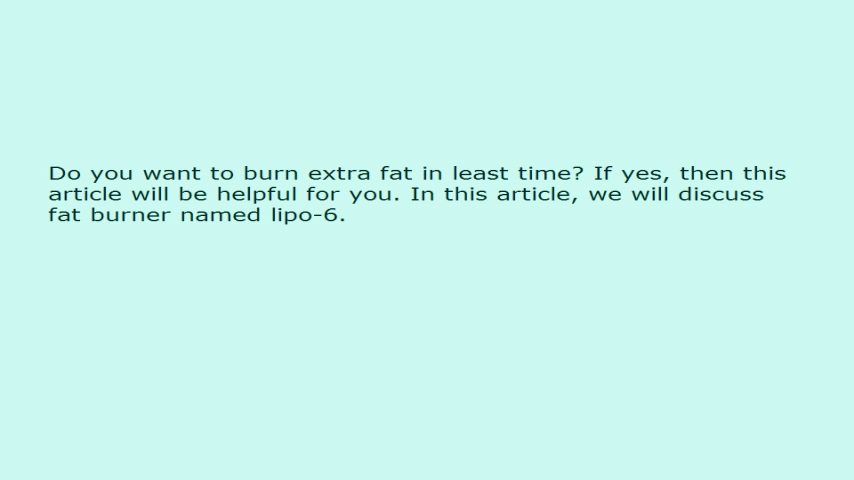 Do you want to burn extra fat in least time? If yes, then this
article will be helpful for you. In this article, we will discuss
fat burner named lipo-6.